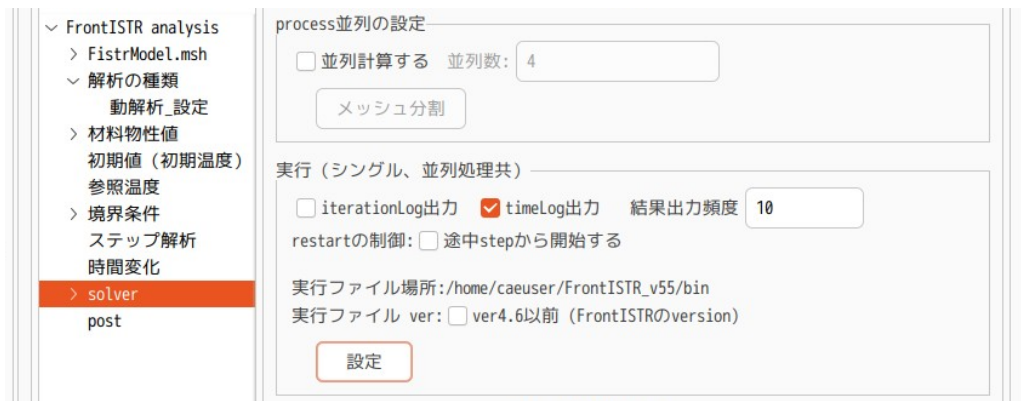 FrontISTR analysis
FistrModel.msh
解析の種類
動解析_設定
材料物性値
初期値（初期温度）
参照温度
境界条件
ステップ解析
時間変化
solver
post
process並列の設定
並列計算する 並列数: 4
メッシュ分割
実行（シングル、並列処理共）
iterationLog出力 timeLog出力 結果出力頻度 10
restartの制御: 途中stepから開始する
実行ファイル場所:/home/caeuser/FrontISTR_v55/bin
実行ファイル ver: ver4.6以前（FrontISTRのversion）
設定